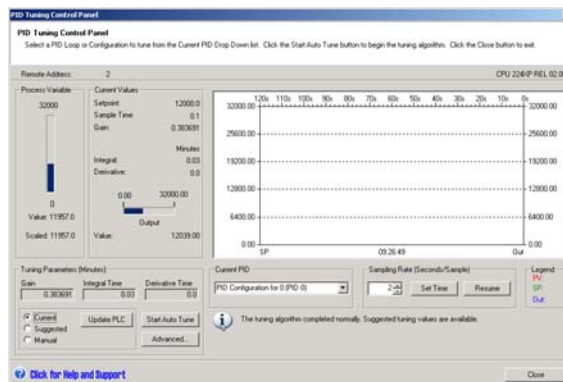 PID Tuning Control Panel
PID Tuning Control Panel
Select a PID Loop or Configuration to tune from the Current PID Drop Down list. Click the Start Auto Tune button to begin the tuning algorithm. Click the Close button to exit.
Remote Address: 2 CPU 224XP REL 02.0
Process Variable
32000
0
Value: 11957.0
Scaled: 11957.0
Current Values
Setpoint: 12000.0
Sample Time: 0.1
Gain: 0.383691
Minutes
Integral: 0.03
Derivative: 0.0
0.00 32000.00
Output
Value: 12039.00
120s 110s 100s 90s 80s 70s 60s 50s 40s 30s 20s 10s 0s
32000.00 32000.00
25600.00 25600.00
19200.00 19200.00
12800.00 12800.00
6400.00 6400.00
0.00 0.00
SP 09:26:49 Out
Tuning Parameters (Minutes)
Gain Integral Time Derivative Time
0.383691 0.03 0.0
Current
Suggested
Manual
Update PLC
Start Auto Tune
Advanced...
Current PID
PID Configuration for 0 (PID 0)
Sampling Rate (Seconds/Sample)
2 Set Time Resume
Legend
PV:
SP:
Out:
The tuning algorithm completed normally. Suggested tuning values are available.
Click for Help and Support
Close